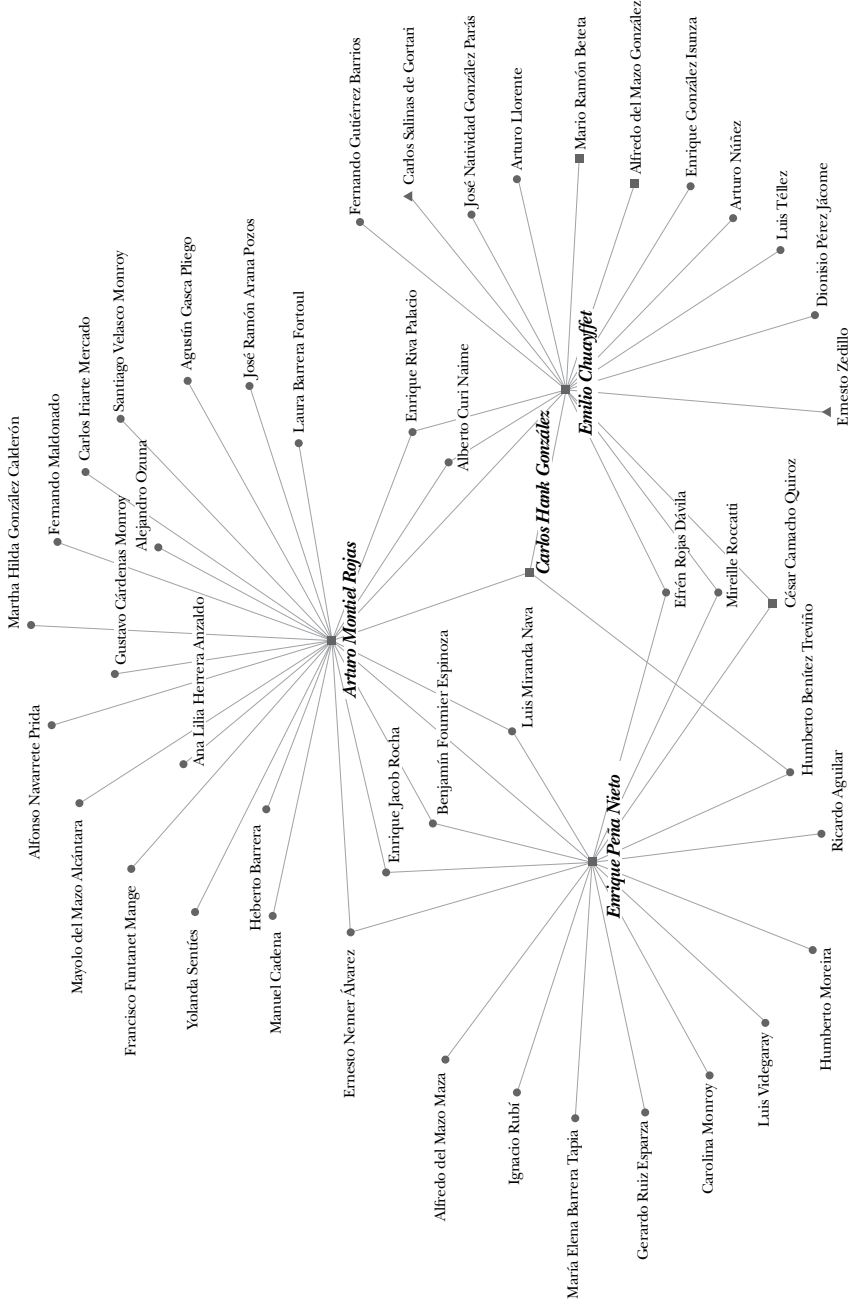 Martha Hilda González Calderón
Fernando Maldonado
Carlos Iriarte Mercado
Santiago Velasco Monroy
Gustavo Cárdenas Monroy
Alejandro Ozuna
Agustín Gasca Pliego
José Ramón Arana Pozos
Laura Barrera Fortoul
Alfonso Navarrete Prida
Mayolo del Mazo Alcántara
Ana Lilia Herrera Anzaldo
Francisco Funtanet Mange
Yolanda Sentíes
Heberto Barrera
Manuel Cadena
Arturo Montiel Rojas
Ernesto Nemer Álvarez
Enrique Jacob Rocha
Benjamín Fournier Espinoza
Luis Miranda Nava
Enrique Riva Palacio
Alberto Curi Naime
Carlos Hank González
Fernando Gutiérrez Barrios
Carlos Salinas de Gortari
José Natividad González Parás
Arturo Llorente
Mario Ramón Beteta
Alfredo del Mazo González
Enrique González Isunza
Arturo Núñez
Luis Téllez
Dionisio Pérez Jácome
Ernesto Zedillo
Emilio Chuayffet
Efrén Rojas Dávila
Mireille Roccatti
César Camacho Quiroz
Humberto Benítez Treviño
Ricardo Aguilar
Enrique Peña Nieto
Humberto Moreira
Luis Videgaray
Carolina Monroy
Gerardo Ruiz Esparza
María Elena Barrera Tapia
Ignacio Rubí
Alfredo del Mazo Maza